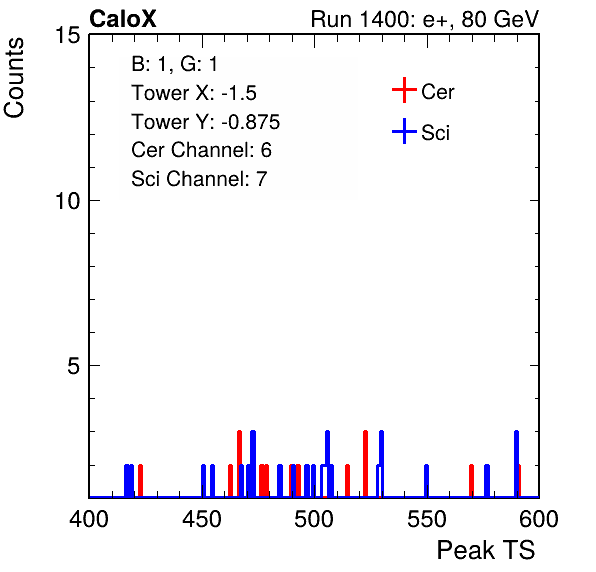 CaloX Run 1400: e+, 80 GeV
Counts
15
10
5
B: 1, G: 1
Tower X: -1.5
Tower Y: -0.875
Cer Channel: 6
Sci Channel: 7
Cer
Sci
400 450 500 550 600
Peak TS